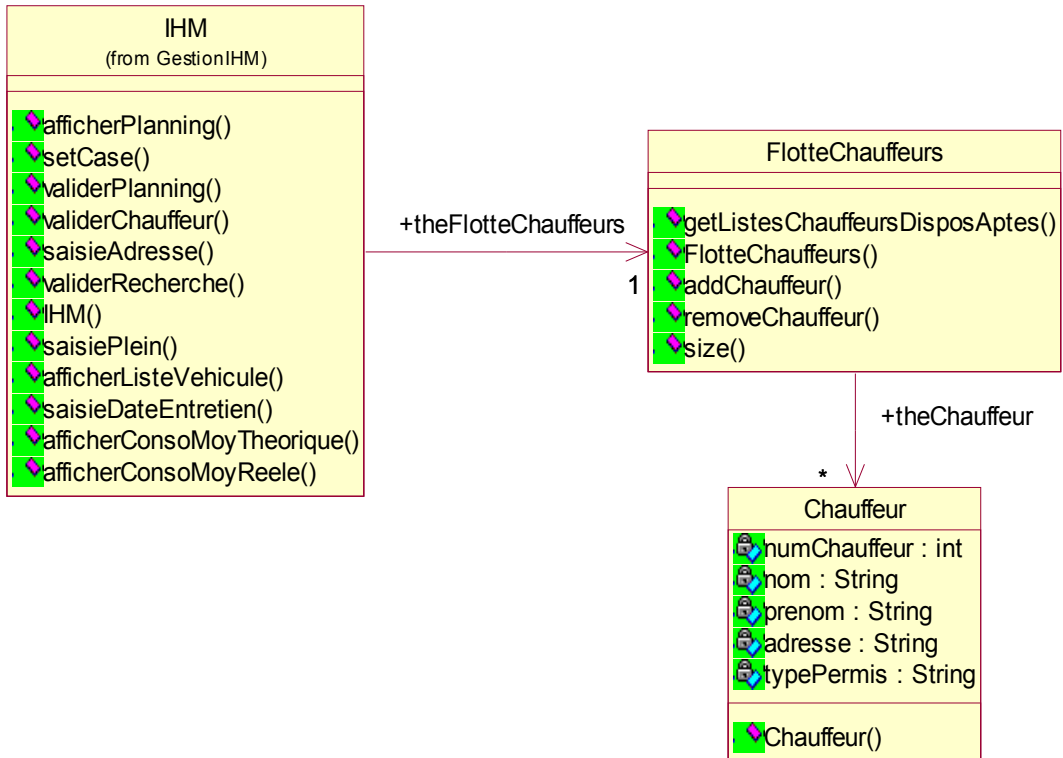 IHM
(from GestionIHM)
afficherPlanning()
setCase()
validerPlanning()
validerChauffeur()
saisieAdresse()
validerRecherche()
IHM()
saisiePlein()
afficherListeVehicule()
saisieDateEntretien()
afficherConsoMoyTheorique()
afficherConsoMoyReele()
+theFlotteChauffeurs
1
FlotteChauffeurs
getListesChauffeursDisposAptes()
FlotteChauffeurs()
addChauffeur()
removeChauffeur()
size()
+theChauffeur
*
Chauffeur
numChauffeur : int
nom : String
prenom : String
adresse : String
typePermis : String
Chauffeur()